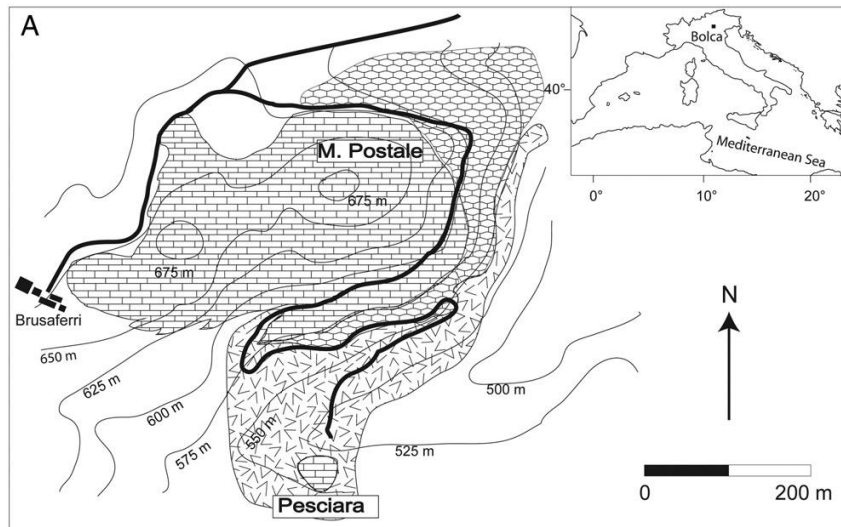 A
Bolca
40°
Mediterranean Sea
0°
10°
20°
M. Postale
675 m
675 m
Brusaferri
650 m
625 m
600 m
575 m
550 m
525 m
500 m
N
Pesciara
0
200 m